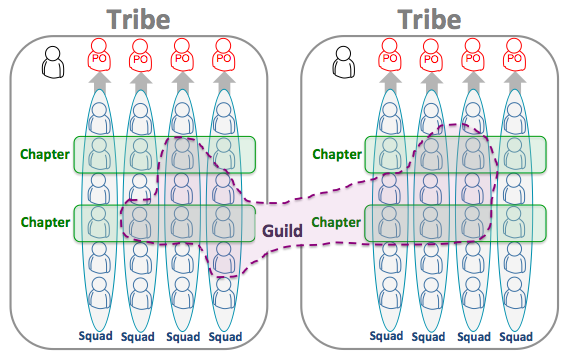 Tribe Tribe
PO PO PO PO PO PO PO PO
Chapter Chapter
Chapter Guild Chapter
Squad Squad Squad Squad Squad Squad Squad Squad